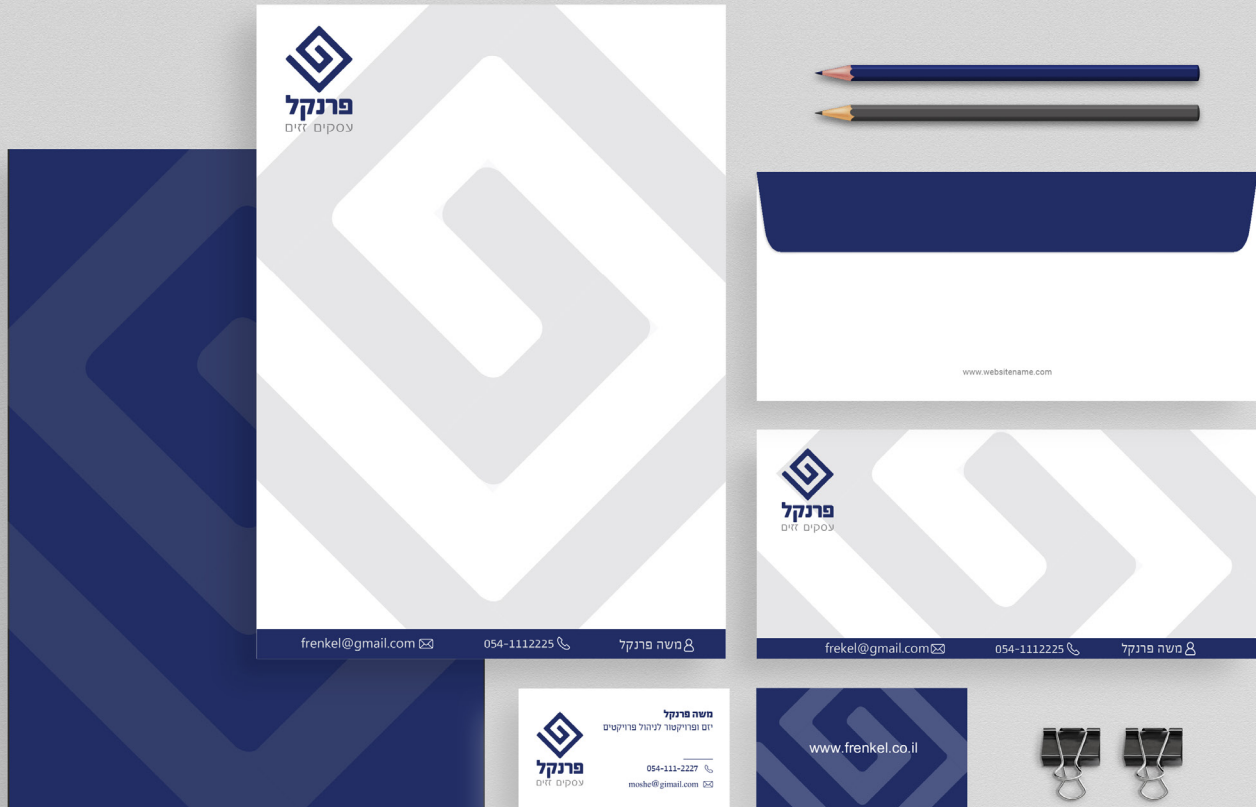 פרנקל
עסקים זזים
משה פרנקל
054-1112225
frenkel@gmail.com
www.websitename.com
פרנקל
עסקים זזים
משה פרנקל
054-1112225
frekel@gmail.com
משה פרנקל
יזם ופרויקטור לניהול פרויקטים
054-111-2227
moshe@gimail.com
פרנקל
עסקים זזים
www.frenkel.co.il